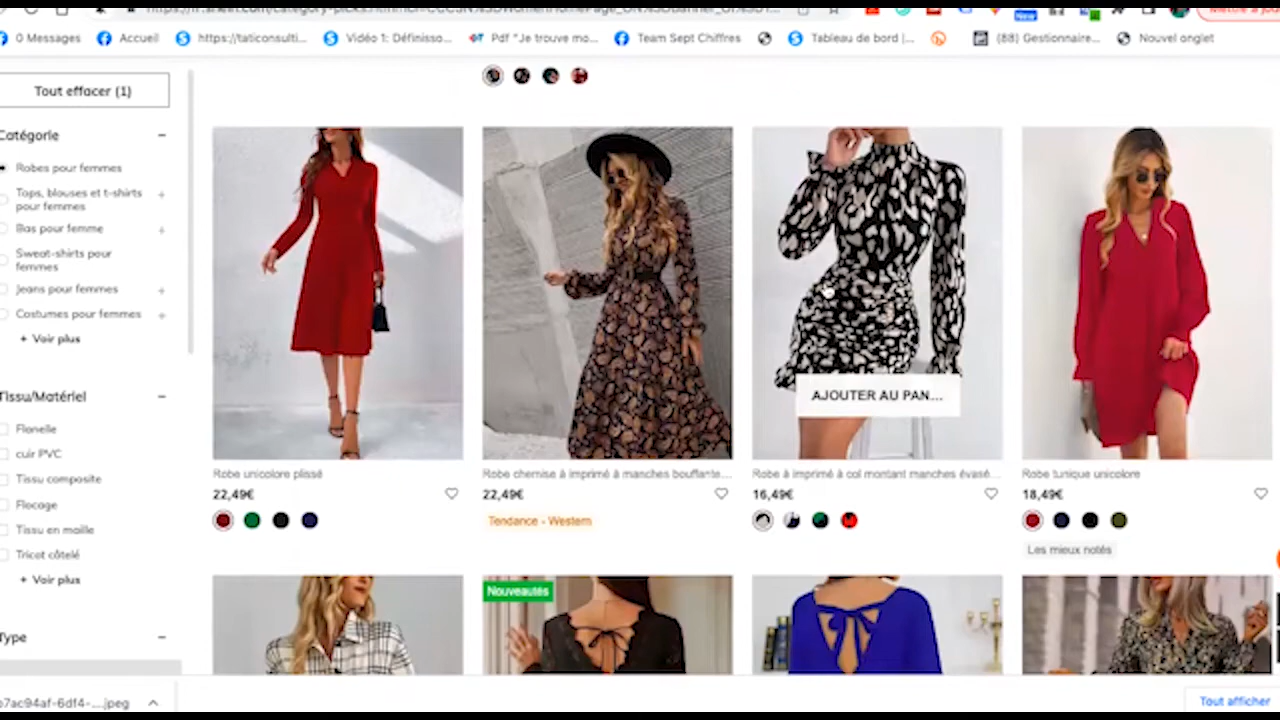 0 Messages
Accueil
https://taticonsulti...
Vidéo 1: Définisso...
Pdf "Je trouve mo...
Team Sept Chiffres
Tableau de bord |...
(88) Gestionnaire...
Nouvel onglet
New
Tout effacer (1)
Catégorie
Robes pour femmes
Tops, blouses et t-shirts
pour femmes
Bas pour femme
Sweat-shirts pour
femmes
Jeans pour femmes
Costumes pour femmes
+ Voir plus
Tissu/Matériel
Flanelle
cuir PVC
Tissu composite
Flocage
Tissu en maille
Tricot côtelé
+ Voir plus
Type
AJOUTER AU PAN...
Robe unicolore plissé
22,49€
Robe chemise à imprimé à manches bouffante...
22,49€
Tendance - Western
Robe à imprimé à col montant manches évasé...
16,49€
Robe tunique unicolore
18,49€
Les mieux notés
Nouveautés
b7ac94af-6df4-....jpeg
Tout afficher